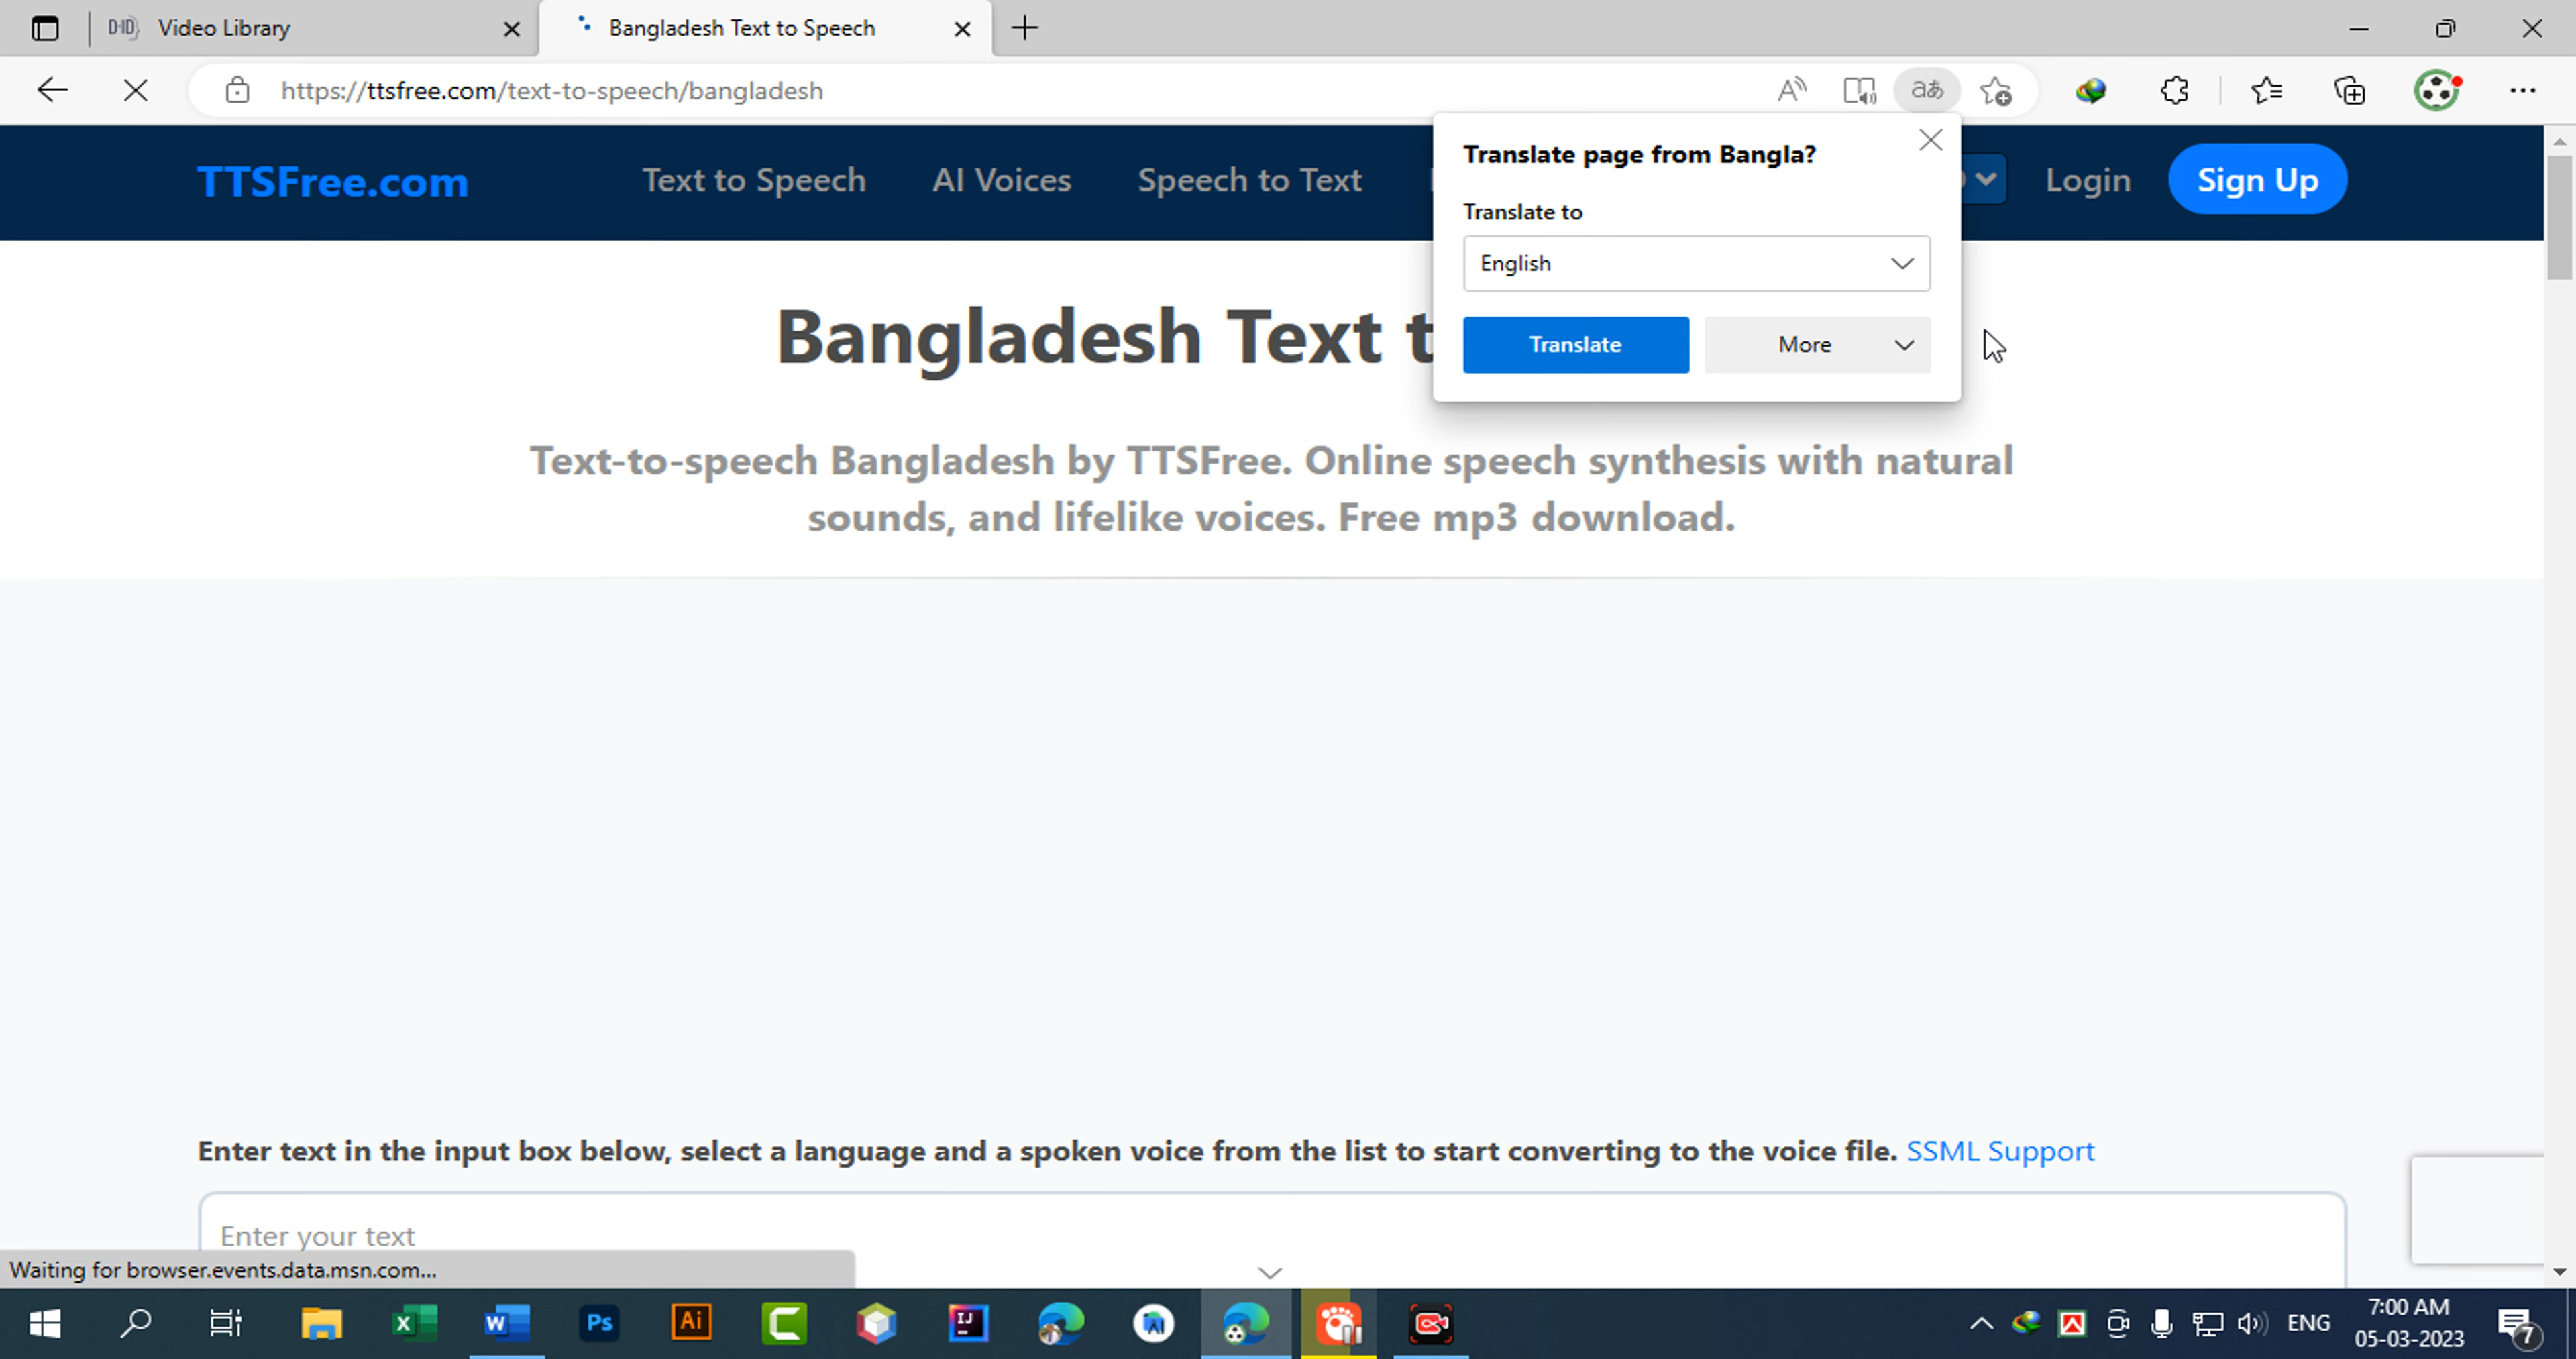 Video Library
Bangladesh Text to Speech
https://ttsfree.com/text-to-speech/bangladesh
TTSFree.com
Text to Speech
AI Voices
Speech to Text
Login
Sign Up
Translate page from Bangla?
Translate to
English
Translate
More
Bangladesh Text t
Text-to-speech Bangladesh by TTSFree. Online speech synthesis with natural
sounds, and lifelike voices. Free mp3 download.
Enter text in the input box below, select a language and a spoken voice from the list to start converting to the voice file. SSML Support
Enter your text
Waiting for browser.events.data.msn.com...
Ps
Ai
IJ
ENG
7:00 AM
05-03-2023
7